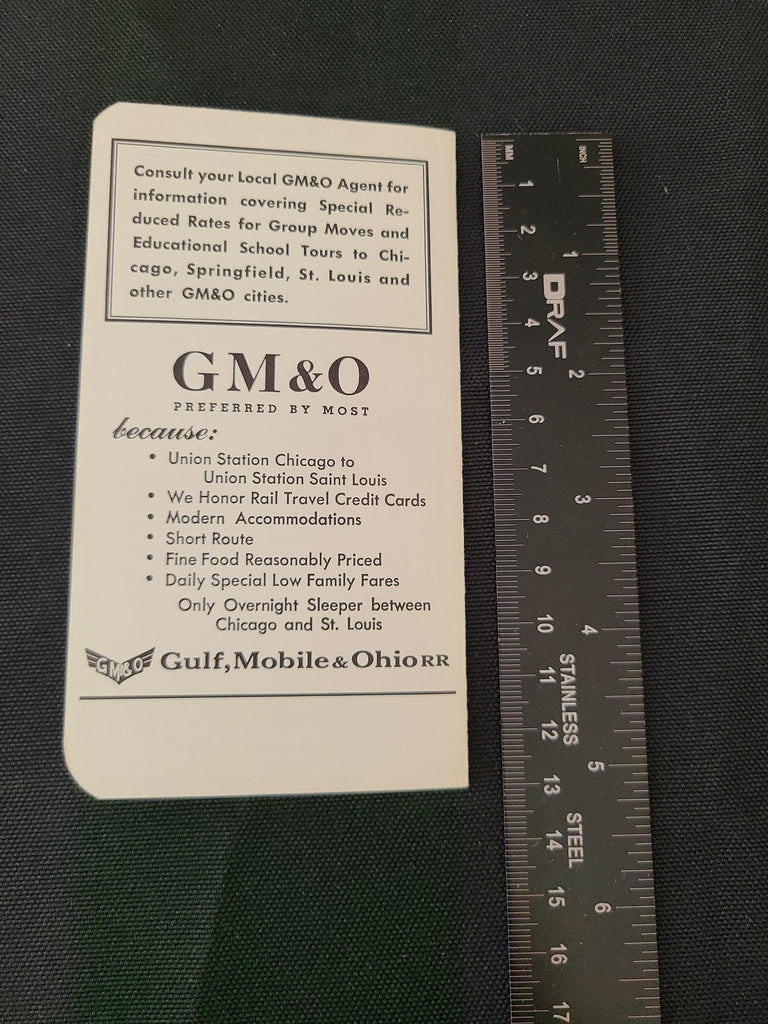 Consult your Local GM&O Agent for
information covering Special Re-
duced Rates for Group Moves and
Educational School Tours to Chi-
cago, Springfield, St. Louis and
other GM&O cities.
GM&O
PREFERRED BY MOST
because:
• Union Station Chicago to
Union Station Saint Louis
• We Honor Rail Travel Credit Cards
• Modern Accommodations
• Short Route
• Fine Food Reasonably Priced
• Daily Special Low Family Fares
Only Overnight Sleeper between
Chicago and St. Louis
GM&O Gulf, Mobile & Ohio RR
MM
1
2
3
4
5
6
7
8
9
10
11
12
13
14
15
16
17
DRAF
STAINLESS
STEEL
INCH
1
2
3
4
5
6